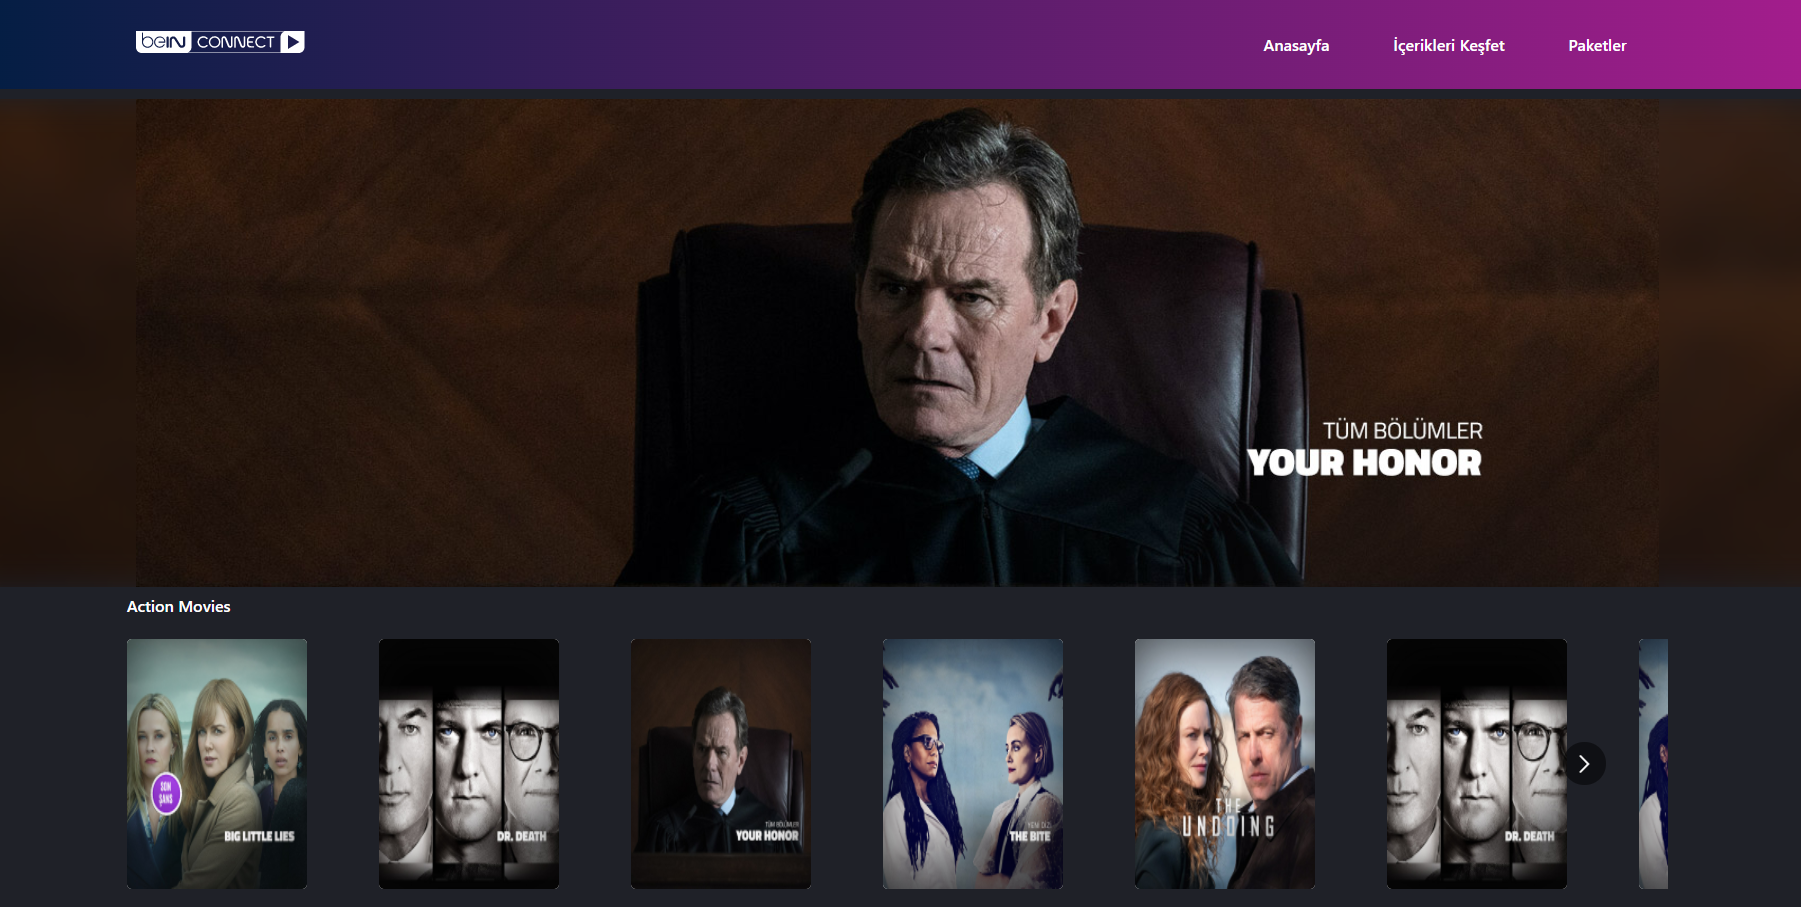 beIN CONNECT
Anasayfa
İçerikleri Keşfet
Paketler
TÜM BÖLÜMLER
YOUR HONOR
Action Movies
SON
ŞANS
BIG LITTLE LIES
DR. DEATH
TÜM BÖLÜMLER
YOUR HONOR
YENİ DİZİ
THE BITE
THE
UNDOING
DR. DEATH